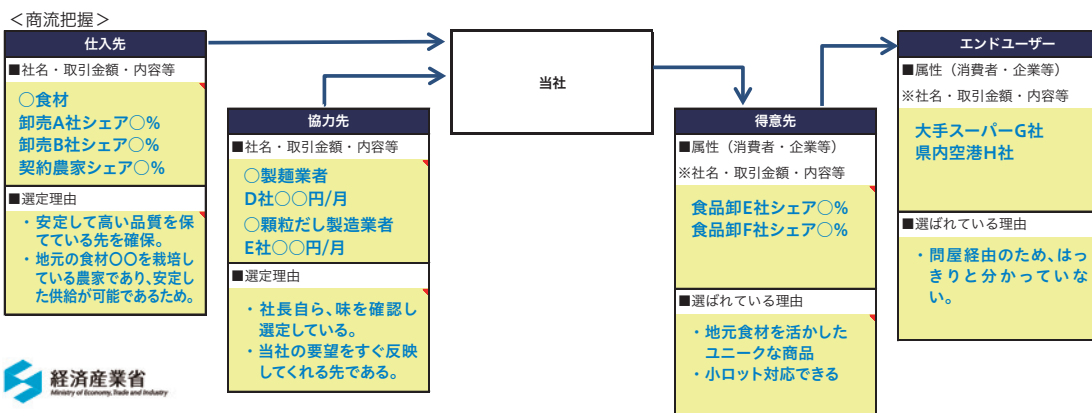 ＜商流把握＞
仕入先
■社名・取引金額・内容等
○食材
卸売A社シェア○%
卸売B社シェア○%
契約農家シェア○%
■選定理由
・安定して高い品質を保
てている先を確保。
・地元の食材〇〇を栽培し
ている農家であり、安定し
た供給が可能であるため。
協力先
■社名・取引金額・内容等
○製麺業者
D社○○円/月
○顆粒だし製造業者
E社○○円/月
■選定理由
・社長自ら、味を確認し
選定している。
・当社の要望をすぐ反映
してくれる先である。
当社
得意先
■属性（消費者・企業等）
※社名・取引金額・内容等
食品卸E社シェア○%
食品卸F社シェア○%
■選ばれている理由
・地元食材を活かした
ユニークな商品
・小ロット対応できる
エンドユーザー
■属性（消費者・企業等）
※社名・取引金額・内容等
大手スーパーG社
県内空港H社
■選ばれている理由
・問屋経由のため、はっ
きりと分かっていな
い。
経済産業省
Ministry of Economy, Trade and Industry